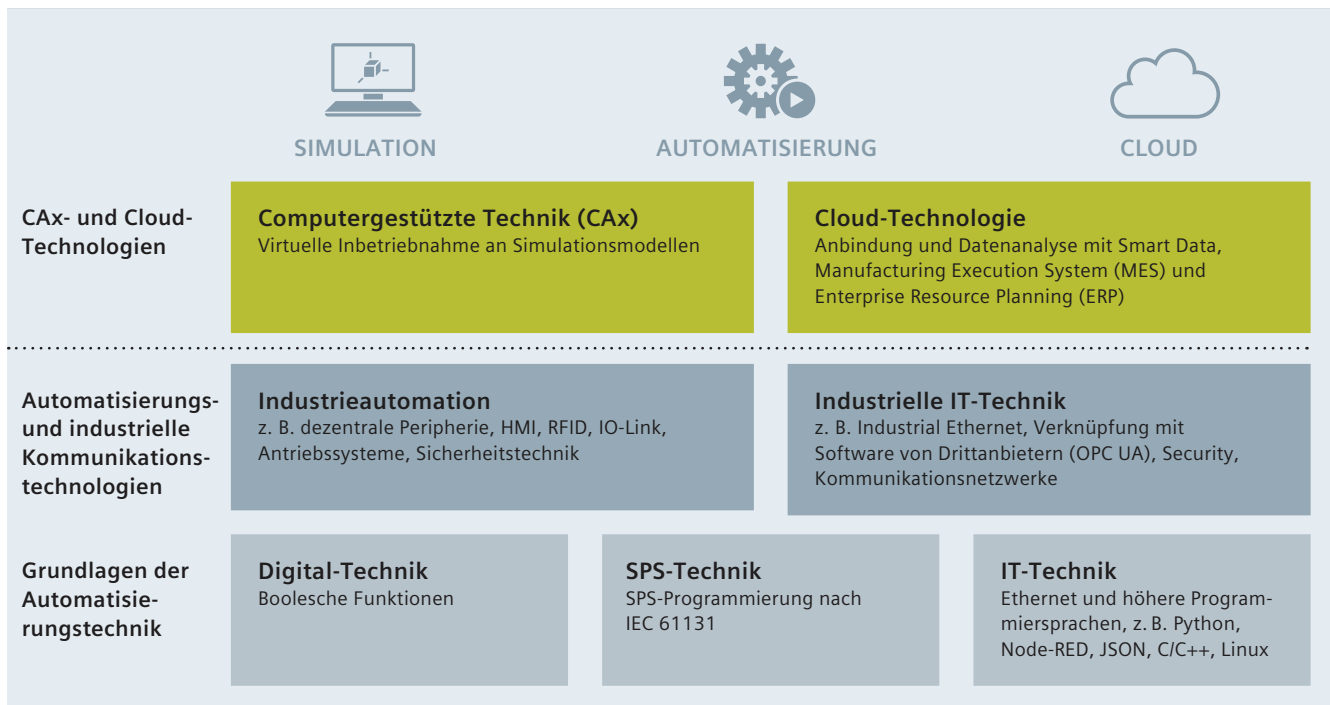 SIMULATION
AUTOMATISIERUNG
CLOUD
CAx- und Cloud-
Technologien
Computergestützte Technik (CAx)
Virtuelle Inbetriebnahme an Simulationsmodellen
Cloud-Technologie
Anbindung und Datenanalyse mit Smart Data,
Manufacturing Execution System (MES) und
Enterprise Resource Planning (ERP)
Automatisierungs-
und industrielle
Kommunikations-
technologien
Industrieautomation
z. B. dezentrale Peripherie, HMI, RFID, IO-Link,
Antriebssysteme, Sicherheitstechnik
Industrielle IT-Technik
z. B. Industrial Ethernet, Verknüpfung mit
Software von Drittanbietern (OPC UA), Security,
Kommunikationsnetzwerke
Grundlagen der
Automatisie-
rungstechnik
Digital-Technik
Boolesche Funktionen
SPS-Technik
SPS-Programmierung nach
IEC 61131
IT-Technik
Ethernet und höhere Program-
miersprachen, z. B. Python,
Node-RED, JSON, C/C++, Linux